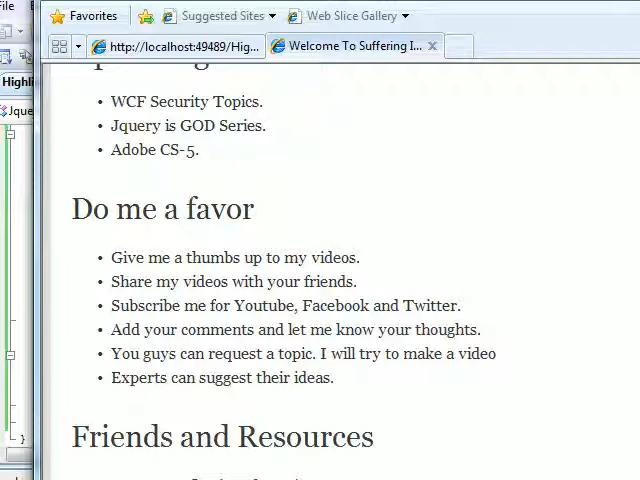 File
Favorites
Suggested Sites
Web Slice Gallery
http://localhost:49489/Hig...
Welcome To Suffering I...
Highli
Jque
WCF Security Topics.
Jquery is GOD Series.
Adobe CS-5.
Do me a favor
Give me a thumbs up to my videos.
Share my videos with your friends.
Subscribe me for Youtube, Facebook and Twitter.
Add your comments and let me know your thoughts.
You guys can request a topic. I will try to make a video
Experts can suggest their ideas.
}
Friends and Resources